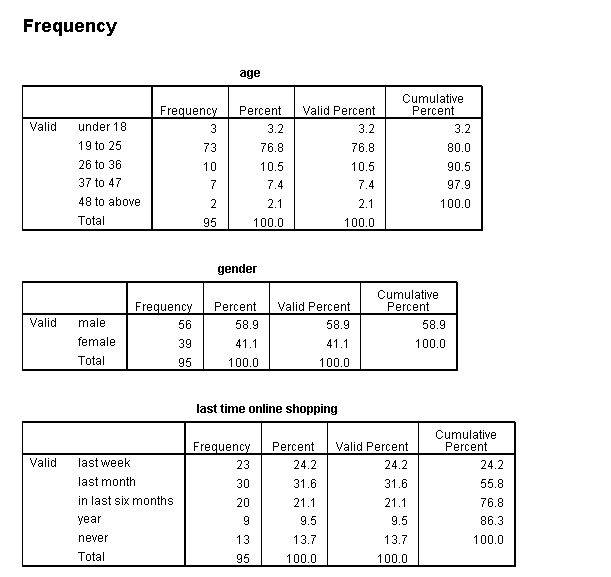 Frequency
age
Cumulative
Frequency Percent Valid Percent Percent
Valid under 18 3 3.2 3.2 3.2
19 to 25 73 76.8 76.8 80.0
26 to 36 10 10.5 10.5 90.5
37 to 47 7 7.4 7.4 97.9
48 to above 2 2.1 2.1 100.0
Total 95 100.0 100.0
gender
Cumulative
Frequency Percent Valid Percent Percent
Valid male 56 58.9 58.9 58.9
female 39 41.1 41.1 100.0
Total 95 100.0 100.0
last time online shopping
Cumulative
Frequency Percent Valid Percent Percent
Valid last week 23 24.2 24.2 24.2
last month 30 31.6 31.6 55.8
in last six months 20 21.1 21.1 76.8
year 9 9.5 9.5 86.3
never 13 13.7 13.7 100.0
Total 95 100.0 100.0